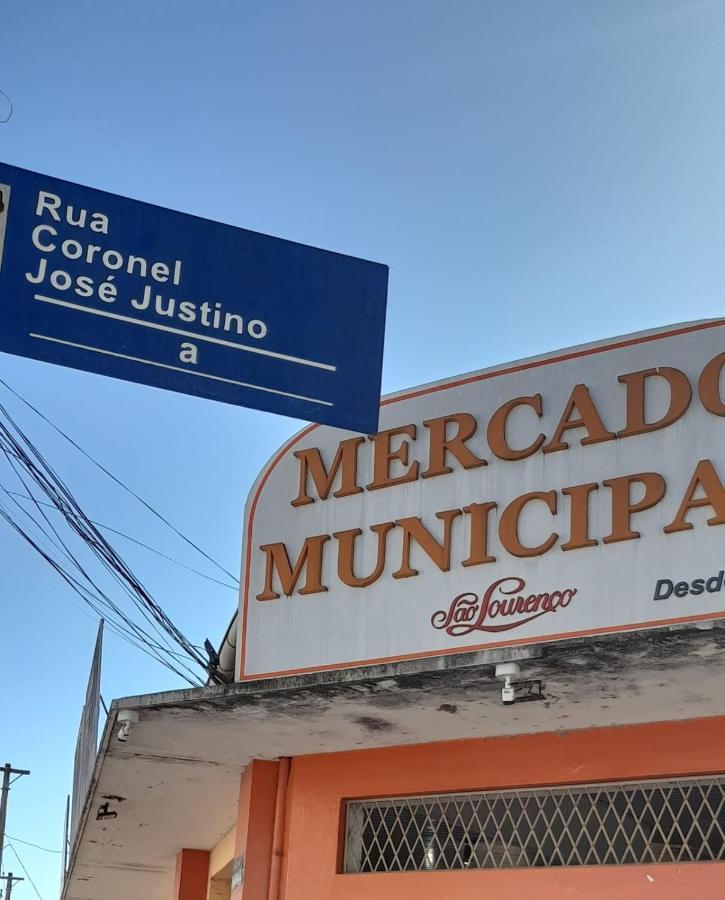 Rua
Coronel
José Justino
a
MERCADO
MUNICIPA
São Lourenço
Desd